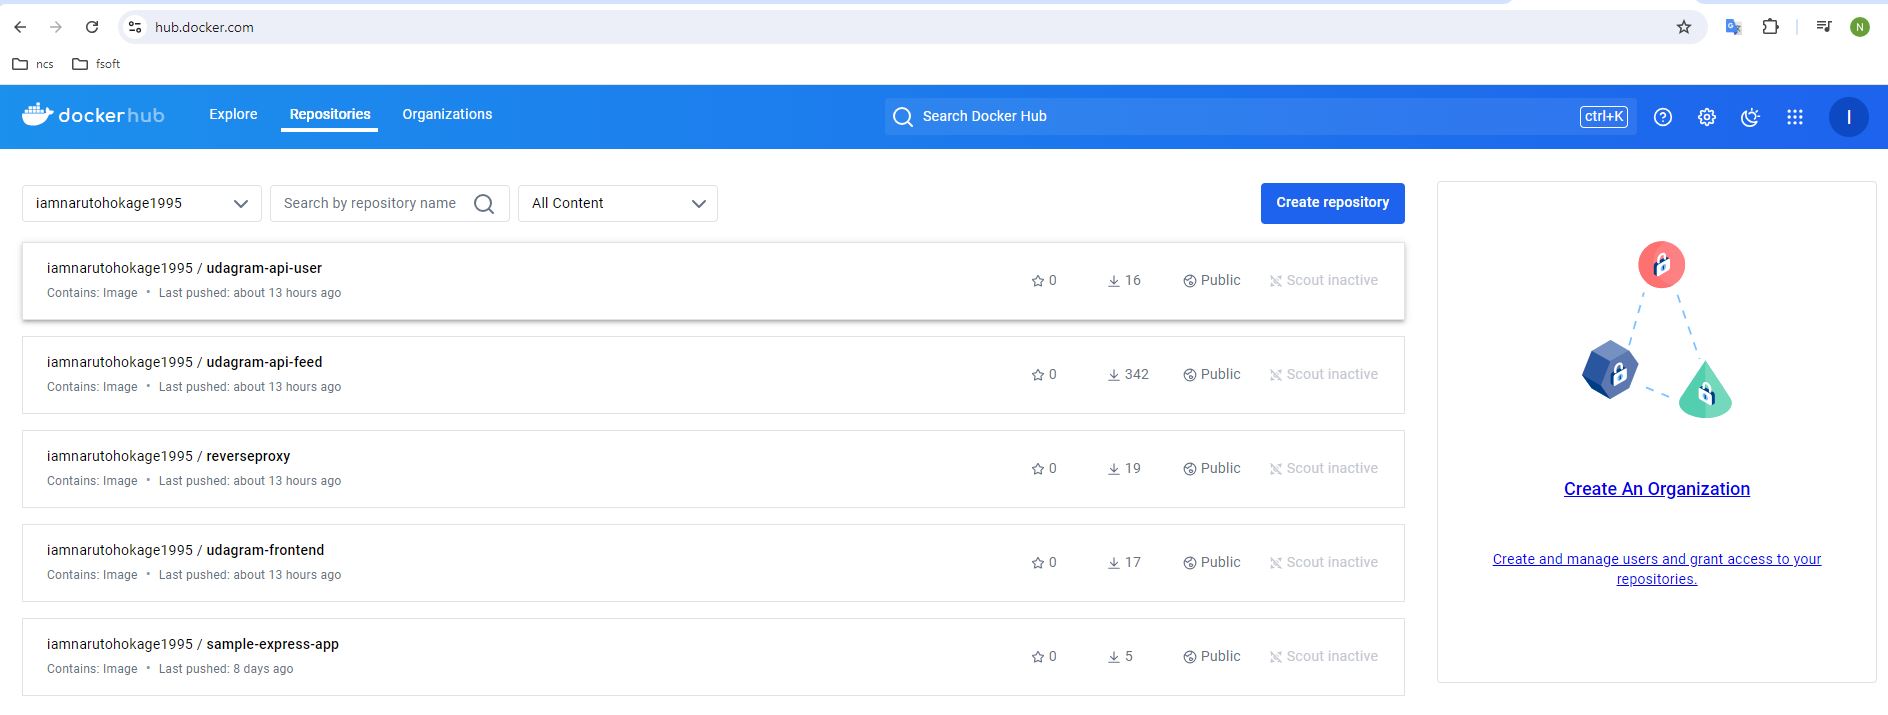 hub.docker.com
ncs fsoft
docker hub Explore Repositories Organizations Search Docker Hub ctrl+K I N
iamnarutohokage1995 Search by repository name All Content Create repository
iamnarutohokage1995 / udagram-api-user
Contains: Image • Last pushed: about 13 hours ago
0 16 Public Scout inactive
iamnarutohokage1995 / udagram-api-feed
Contains: Image • Last pushed: about 13 hours ago
0 342 Public Scout inactive
iamnarutohokage1995 / reverseproxy
Contains: Image • Last pushed: about 13 hours ago
0 19 Public Scout inactive
iamnarutohokage1995 / udagram-frontend
Contains: Image • Last pushed: about 13 hours ago
0 17 Public Scout inactive
iamnarutohokage1995 / sample-express-app
Contains: Image • Last pushed: 8 days ago
0 5 Public Scout inactive
Create An Organization
Create and manage users and grant access to your
repositories.